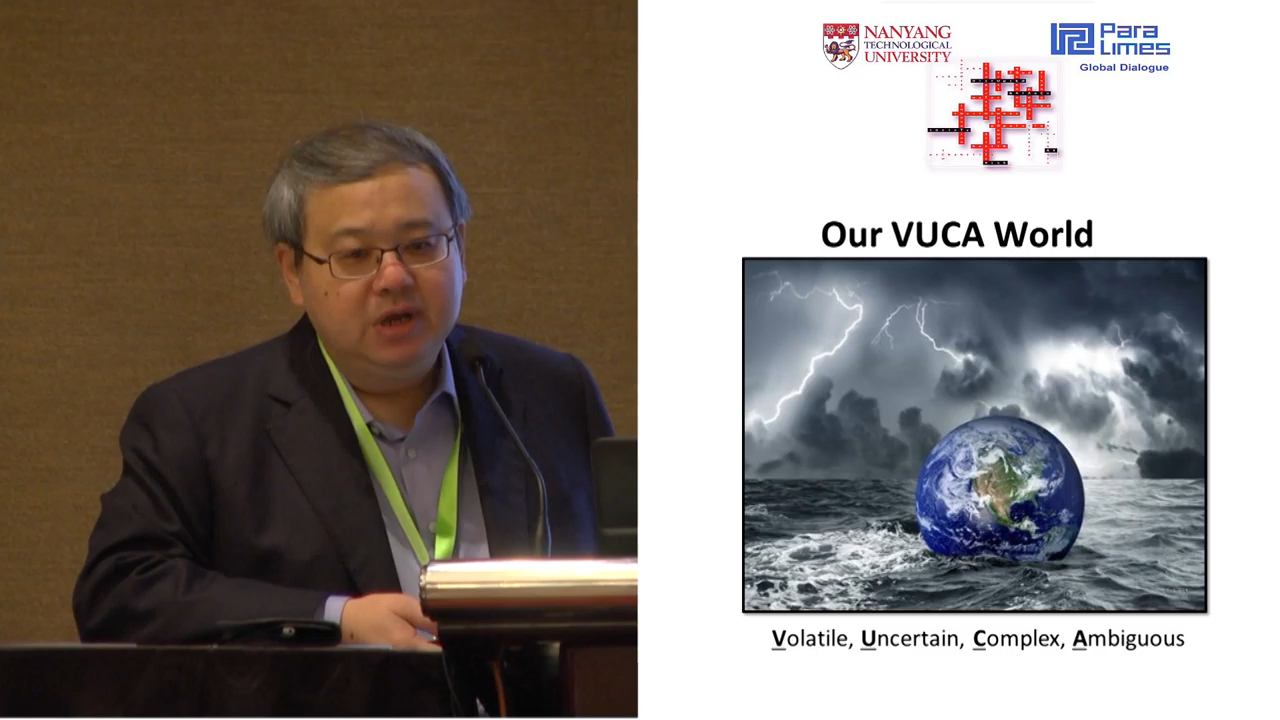 NANYANG
TECHNOLOGICAL
UNIVERSITY
Para
Limes
Global Dialogue
Our VUCA World
Volatile, Uncertain, Complex, Ambiguous